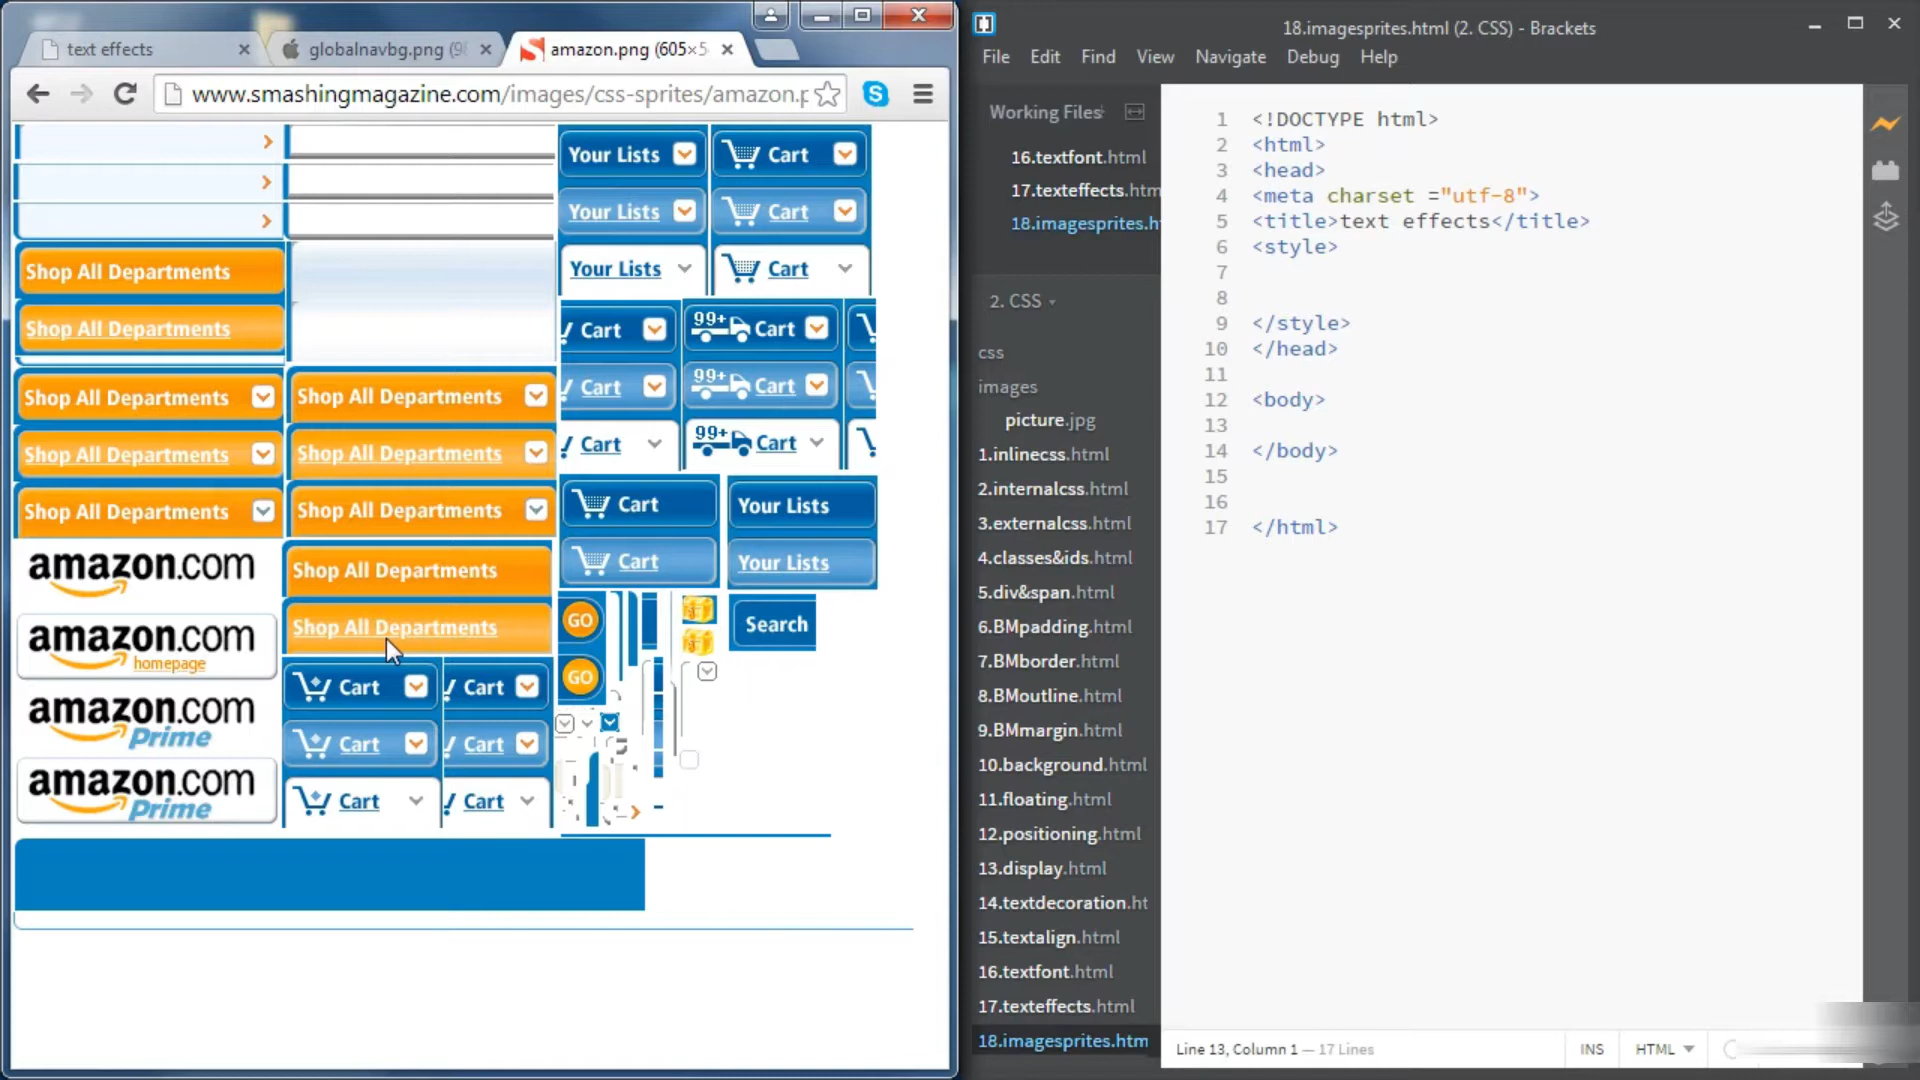 text effects
globalnavbg.png (98
amazon.png (605×5
www.smashingmagazine.com/images/css-sprites/amazon.p
Your Lists
Cart
Your Lists
Cart
Your Lists
Cart
Shop All Departments
Shop All Departments
Cart
99+
Cart
Cart
99+
Cart
Cart
99+
Cart
Shop All Departments
Shop All Departments
Shop All Departments
Shop All Departments
Shop All Departments
Shop All Departments
Cart
Your Lists
Cart
Your Lists
amazon.com
Shop All Departments
Shop All Departments
GO
GO
Search
amazon.com
homepage
Cart
Cart
amazon.com
Prime
Cart
Cart
amazon.com
Prime
Cart
Cart
18.imagesprites.html (2. CSS) - Brackets
File Edit Find View Navigate Debug Help
Working Files
16.textfont.html
17.texteffects.htm
18.imagesprites.ht
2. CSS
css
images
picture.jpg
1.inlinecss.html
2.internalcss.html
3.externalcss.html
4.classes&ids.html
5.div&span.html
6.BMpadding.html
7.BMborder.html
8.BMoutline.html
9.BMmargin.html
10.background.html
11.floating.html
12.positioning.html
13.display.html
14.textdecoration.ht
15.textalign.html
16.textfont.html
17.texteffects.html
18.imagesprites.htm
1 <!DOCTYPE html>
2 <html>
3 <head>
4 <meta charset ="utf-8">
5 <title>text effects</title>
6 <style>
7
8
9 </style>
10 </head>
11
12 <body>
13
14 </body>
15
16
17 </html>
Line 13, Column 1 — 17 Lines
INS
HTML